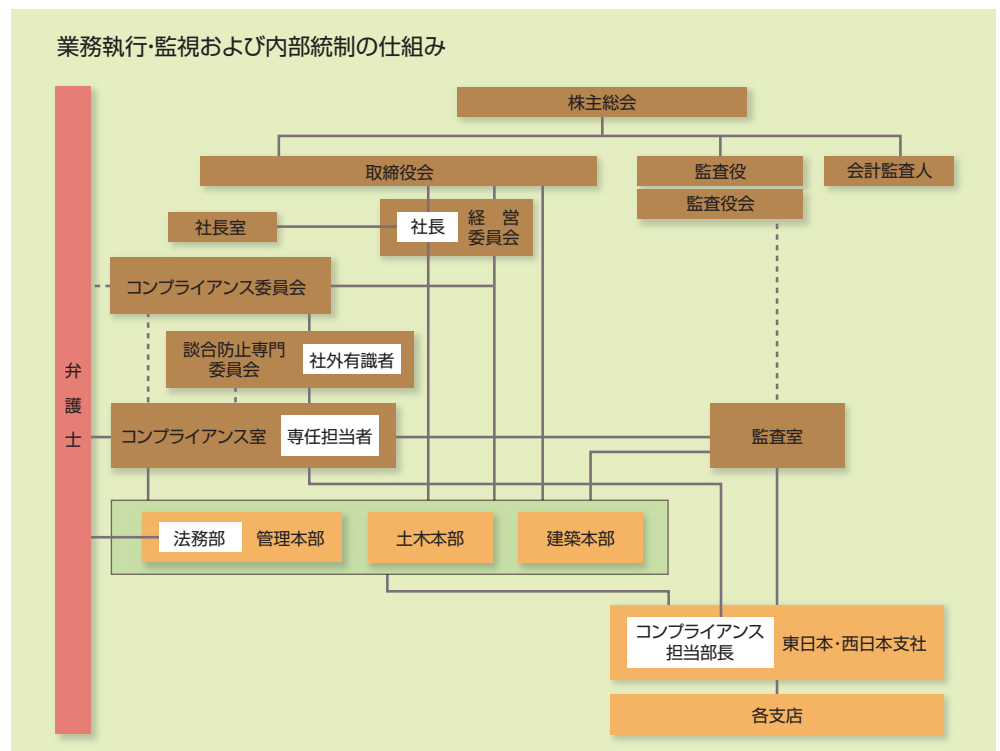 業務執行・監視および内部統制の仕組み
株主総会
取締役会
監査役
会計監査人
監査役会
社長室
社長
経　営
委員会
コンプライアンス委員会
談合防止専門
委員会
社外有識者
弁護士
コンプライアンス室
専任担当者
監査室
法務部
管理本部
土木本部
建築本部
コンプライアンス
担当部長
東日本・西日本支社
各支店